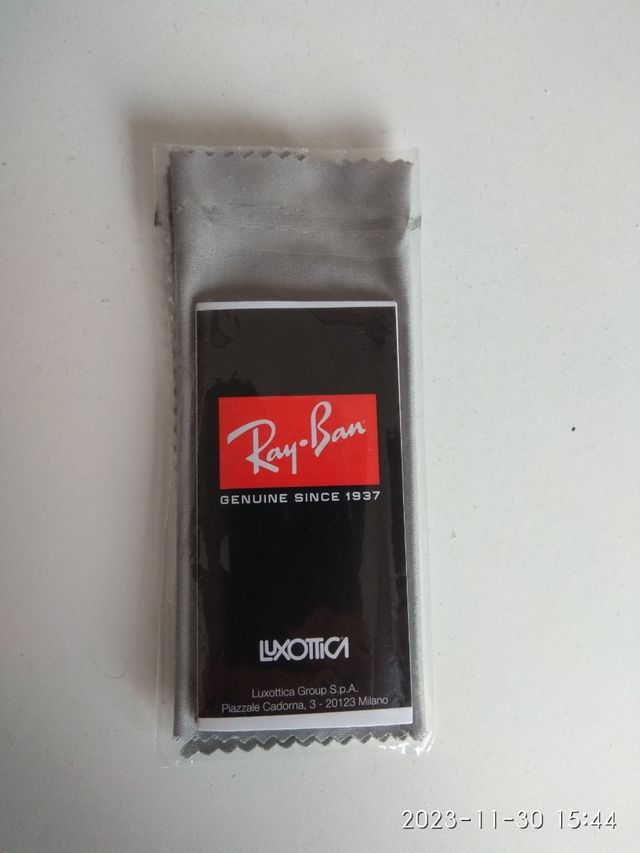 Ray-Ban
GENUINE SINCE 1937
LUXOTTICA
Luxottica Group S.p.A.
Piazzale Cadorna, 3 - 20123 Milano
2023-11-30 15:44